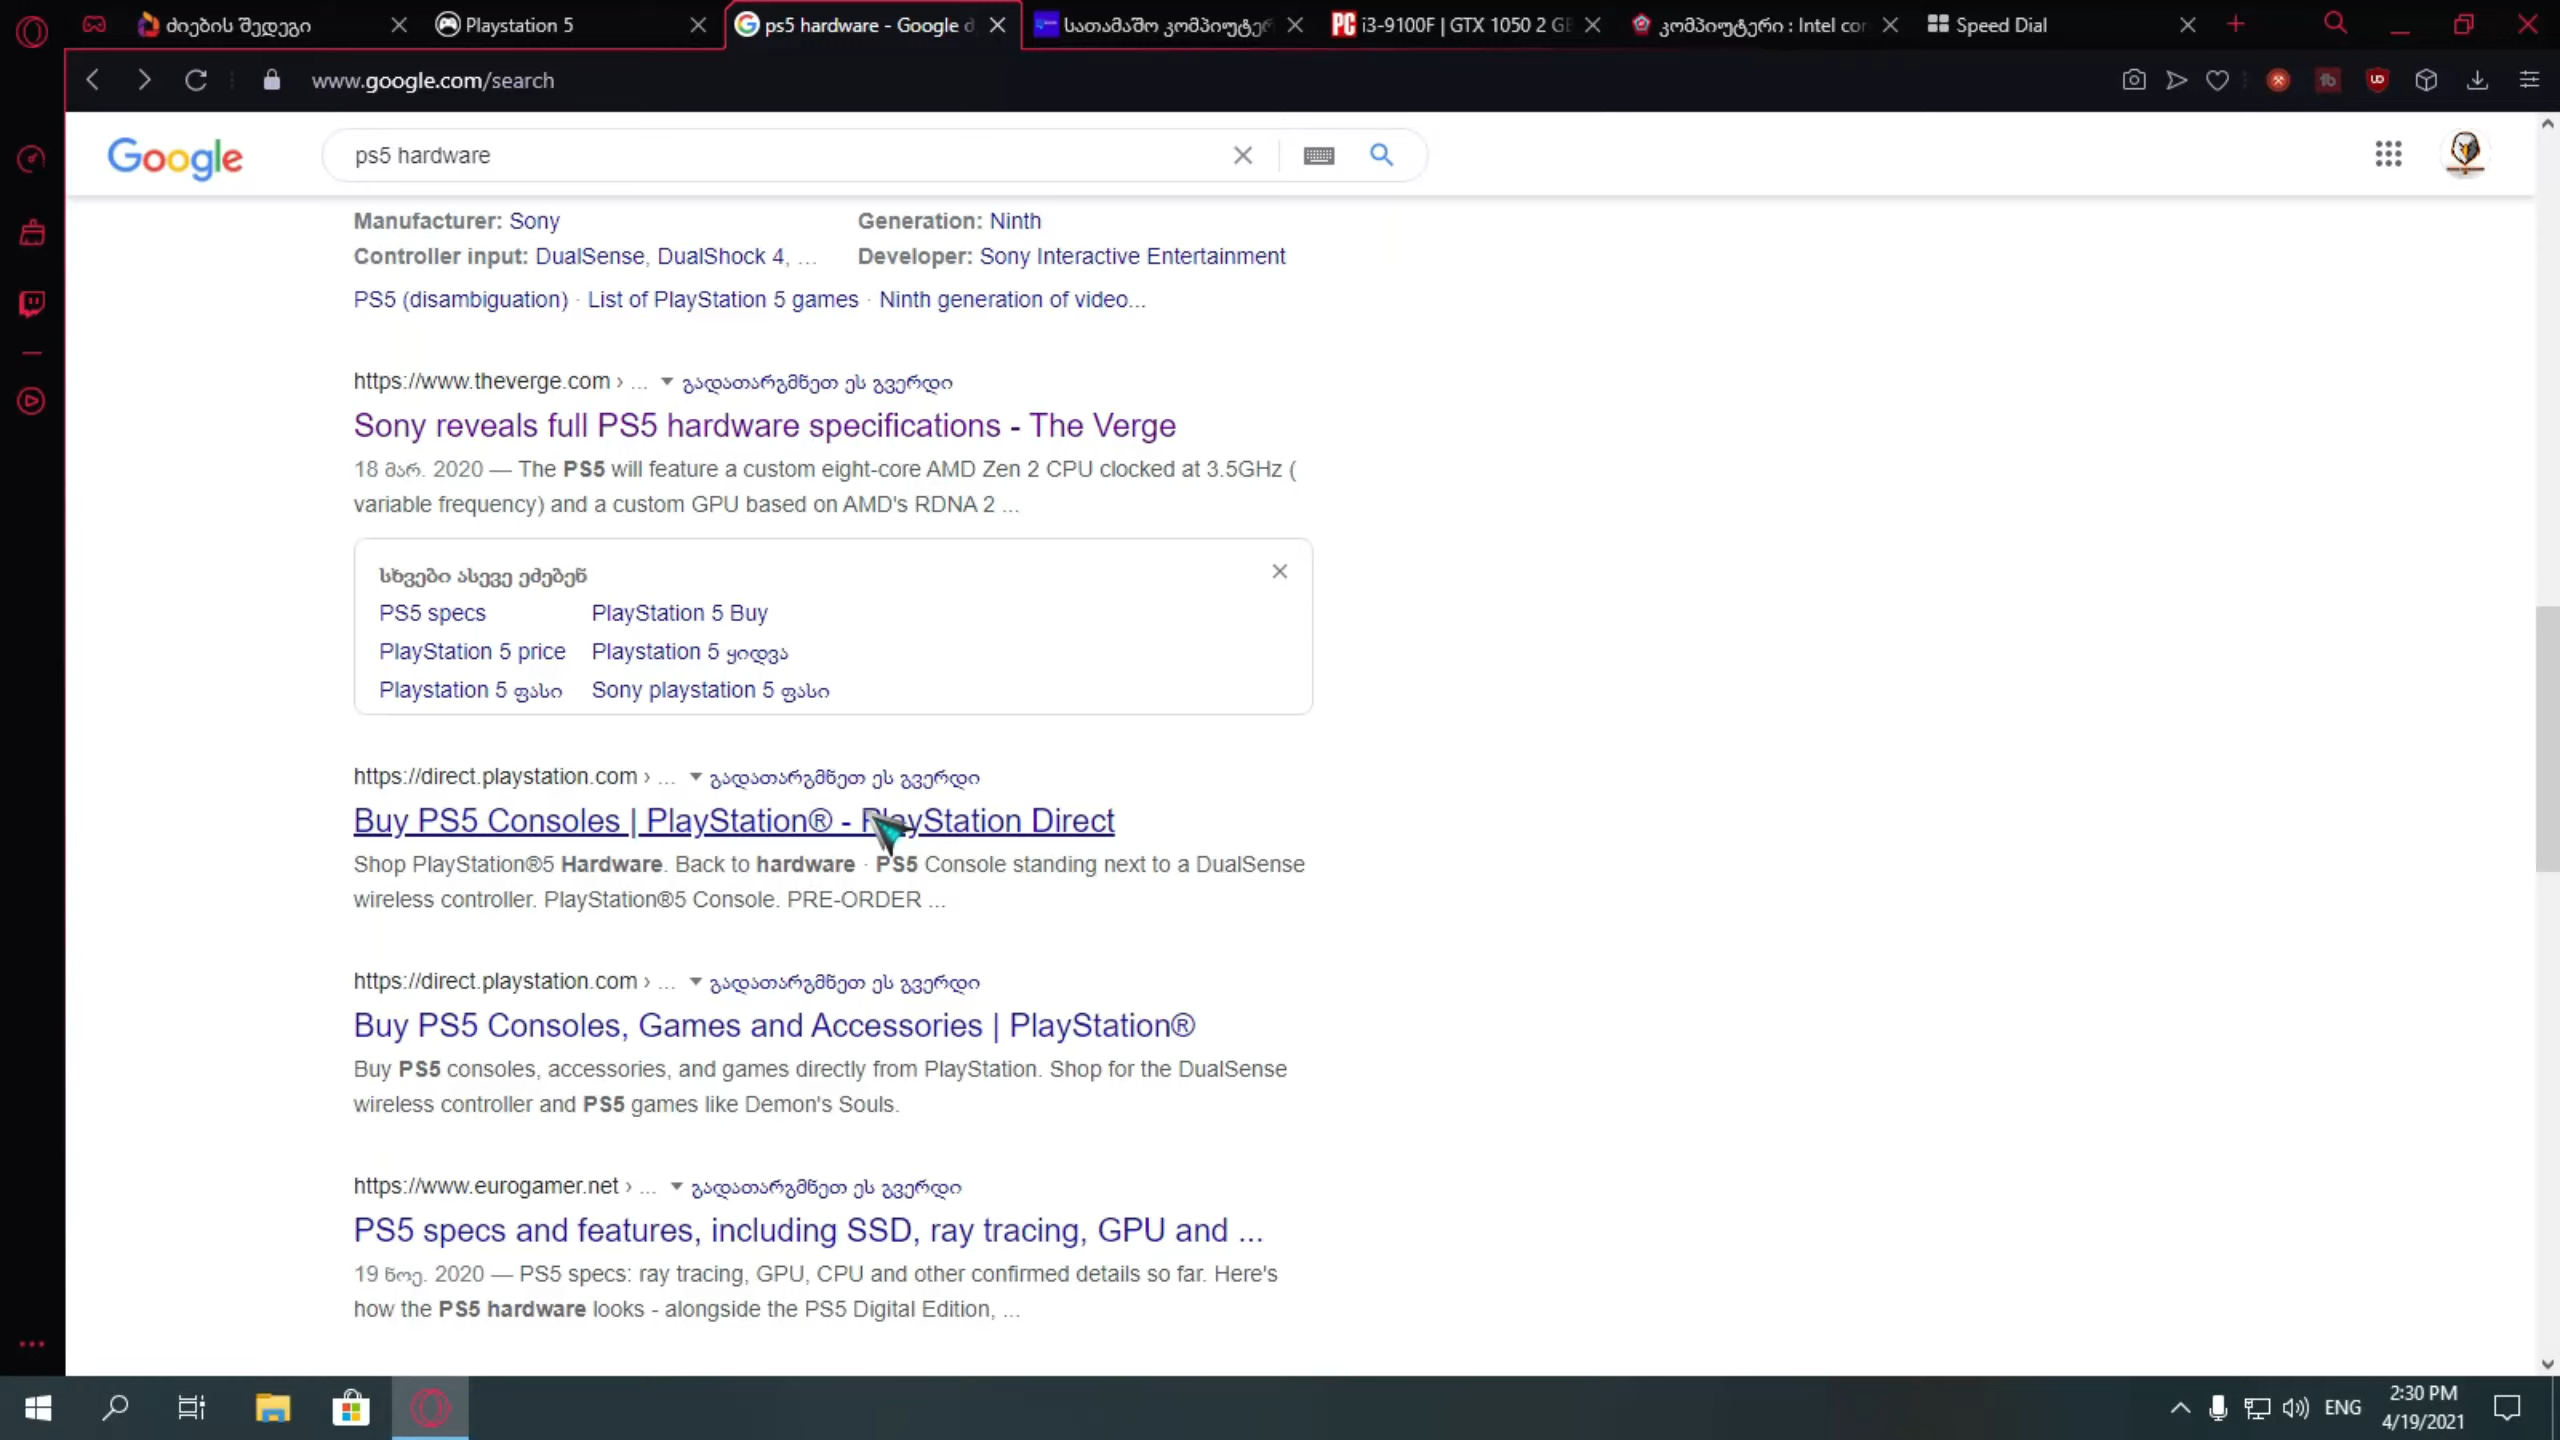 ძიების შედეგი
Playstation 5
ps5 hardware - Google
სათამაშო კომპიუტერ
PC i3-9100F | GTX 1050 2 GB
კომპიუტერი : Intel cor
Speed Dial
www.google.com/search
Google
ps5 hardware
Manufacturer: Sony
Generation: Ninth
Controller input: DualSense, DualShock 4, ...
Developer: Sony Interactive Entertainment
PS5 (disambiguation) · List of PlayStation 5 games · Ninth generation of video...
https://www.theverge.com › ... გადათარგმნეთ ეს გვერდი
Sony reveals full PS5 hardware specifications - The Verge
18 მარ. 2020 — The PS5 will feature a custom eight-core AMD Zen 2 CPU clocked at 3.5GHz (
variable frequency) and a custom GPU based on AMD's RDNA 2 ...
სხვები ასევე ეძებენ
PS5 specs
PlayStation 5 Buy
PlayStation 5 price
Playstation 5 ყიდვა
Playstation 5 ფასი
Sony playstation 5 ფასი
https://direct.playstation.com › ... გადათარგმნეთ ეს გვერდი
Buy PS5 Consoles | PlayStation® - PlayStation Direct
Shop PlayStation®5 Hardware. Back to hardware · PS5 Console standing next to a DualSense
wireless controller. PlayStation®5 Console. PRE-ORDER ...
https://direct.playstation.com › ... გადათარგმნეთ ეს გვერდი
Buy PS5 Consoles, Games and Accessories | PlayStation®
Buy PS5 consoles, accessories, and games directly from PlayStation. Shop for the DualSense
wireless controller and PS5 games like Demon's Souls.
https://www.eurogamer.net › ... გადათარგმნეთ ეს გვერდი
PS5 specs and features, including SSD, ray tracing, GPU and ...
19 ნოე. 2020 — PS5 specs: ray tracing, GPU, CPU and other confirmed details so far. Here's
how the PS5 hardware looks - alongside the PS5 Digital Edition, ...
ENG
2:30 PM
4/19/2021